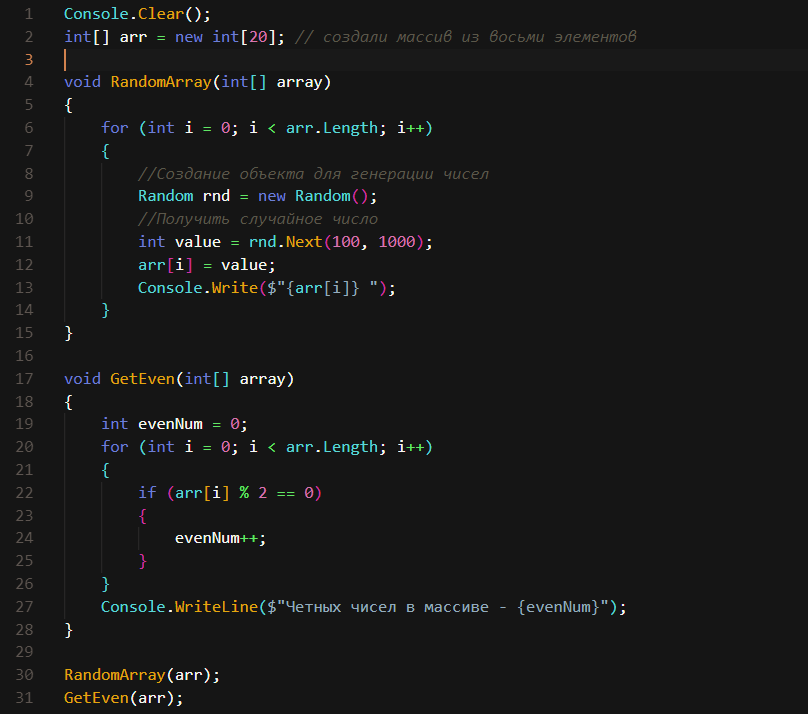 1 Console.Clear();
2 int[] arr = new int[20]; // создали массив из восьми элементов
3
4 void RandomArray(int[] array)
5 {
6     for (int i = 0; i < arr.Length; i++)
7     {
8         //Создание объекта для генерации чисел
9         Random rnd = new Random();
10         //Получить случайное число
11         int value = rnd.Next(100, 1000);
12         arr[i] = value;
13         Console.Write($"{arr[i]} ");
14     }
15 }
16
17 void GetEven(int[] array)
18 {
19     int evenNum = 0;
20     for (int i = 0; i < arr.Length; i++)
21     {
22         if (arr[i] % 2 == 0)
23         {
24             evenNum++;
25         }
26     }
27     Console.WriteLine($"Четных чисел в массиве - {evenNum}");
28 }
29
30 RandomArray(arr);
31 GetEven(arr);